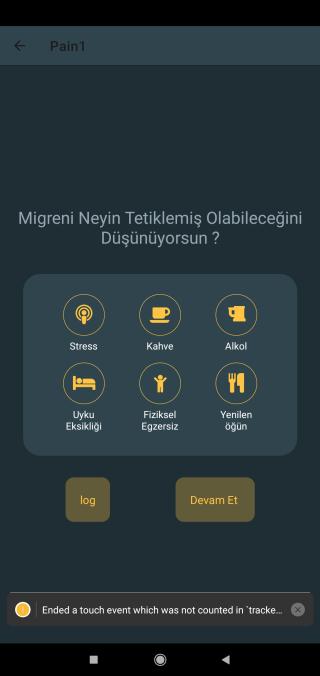 Pain1
Migreni Neyin Tetiklemiş Olabileceğini
Düşünüyorsun ?
Stress
Kahve
Alkol
Uyku
Eksikliği
Fiziksel
Egzersiz
Yenilen
öğün
log
Devam Et
Ended a touch event which was not counted in `tracke...